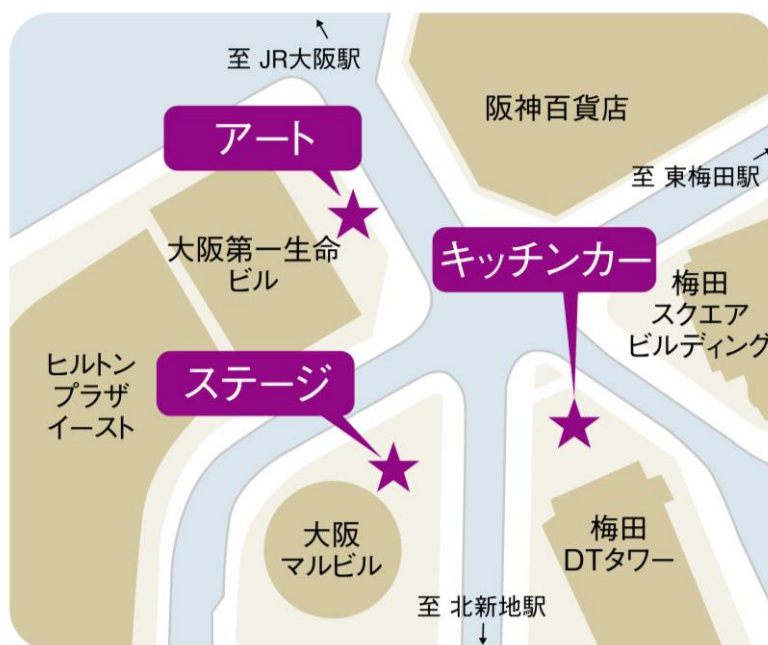 至 JR大阪駅
阪神百貨店
アート
至 東梅田駅
大阪第一生命
ビル
キッチンカー
梅田
スクエア
ビルディング
ヒルトン
プラザ
イースト
ステージ
大阪
マルビル
梅田
DTタワー
至 北新地駅